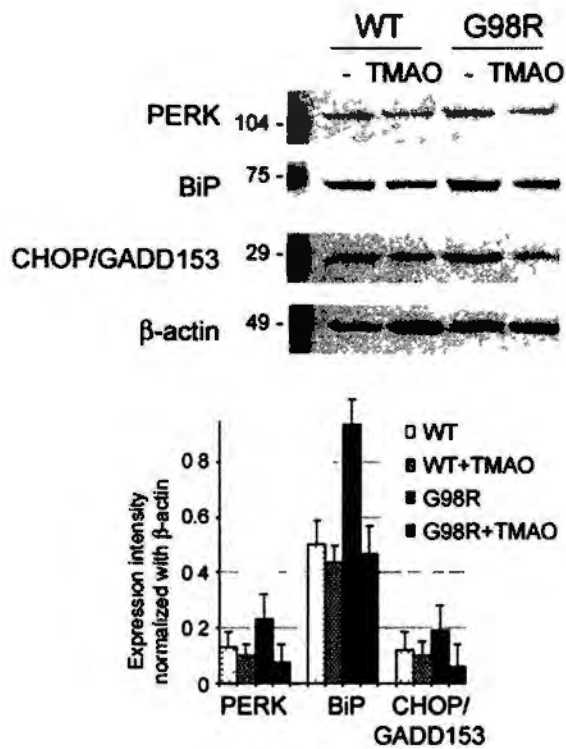 WT G98R
- TMAO - TMAO
PERK 104 -
BiP 75 -
CHOP/GADD153 29 -
β-actin 49 -
Expression intensity
normalized with β-actin
0 8
0 6
0 4
0 2
0
WT
WT+TMAO
G98R
G98R+TMAO
PERK BiP CHOP/
GADD153